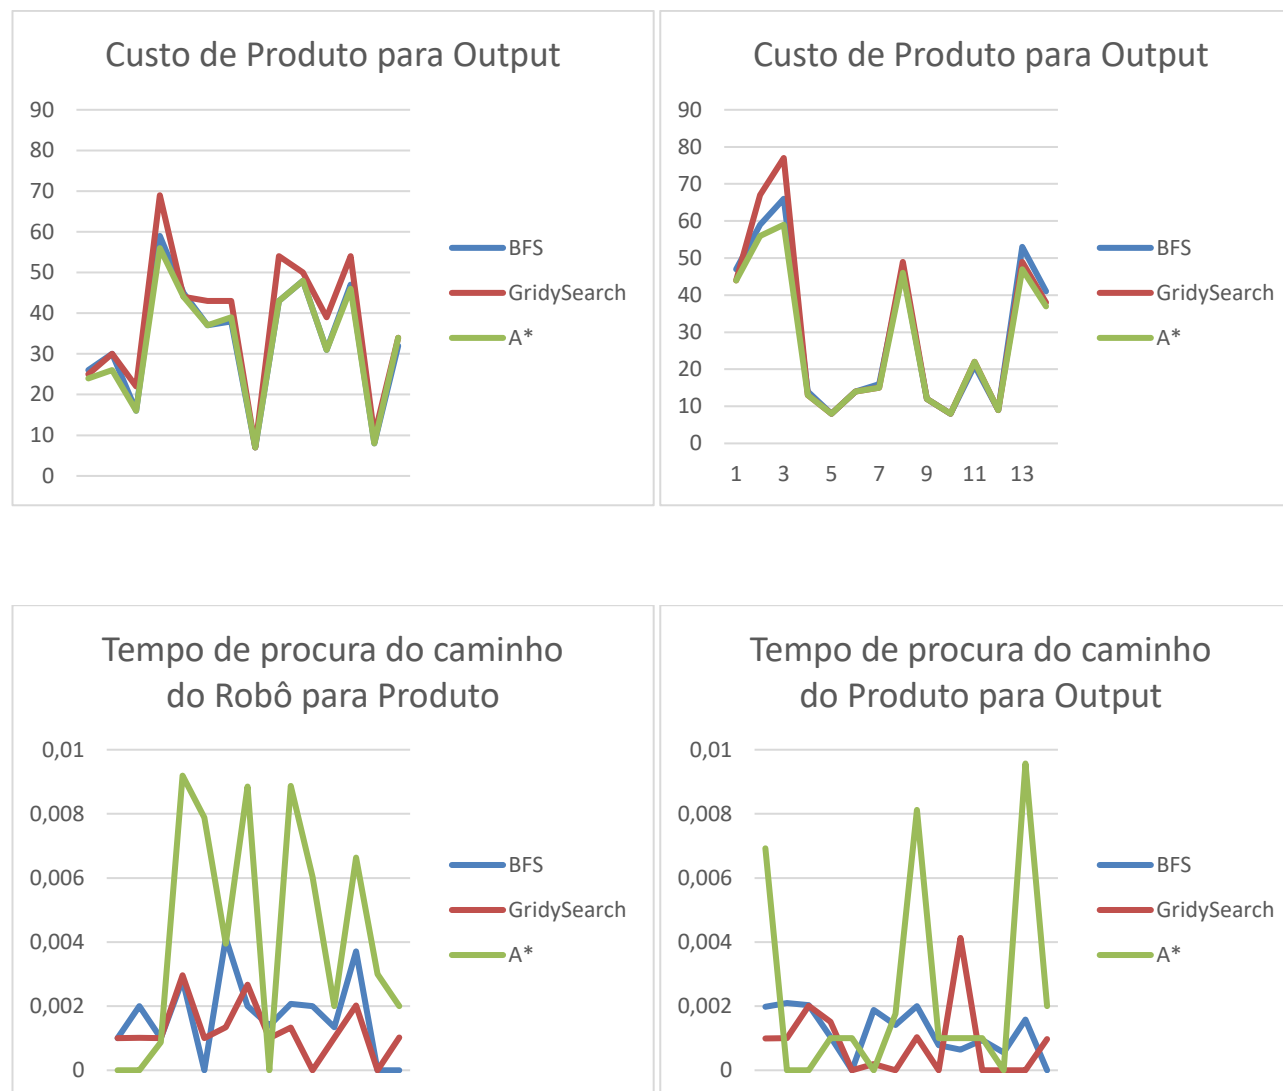 Custo de Produto para Output
90
80
70
60
50
40
30
20
10
0
BFS
GridySearch
A*
Custo de Produto para Output
90
80
70
60
50
40
30
20
10
0
1 3 5 7 9 11 13
BFS
GridySearch
A*
Tempo de procura do caminho
do Robô para Produto
0,01
0,008
0,006
0,004
0,002
0
BFS
GridySearch
A*
Tempo de procura do caminho
do Produto para Output
0,01
0,008
0,006
0,004
0,002
0
BFS
GridySearch
A*